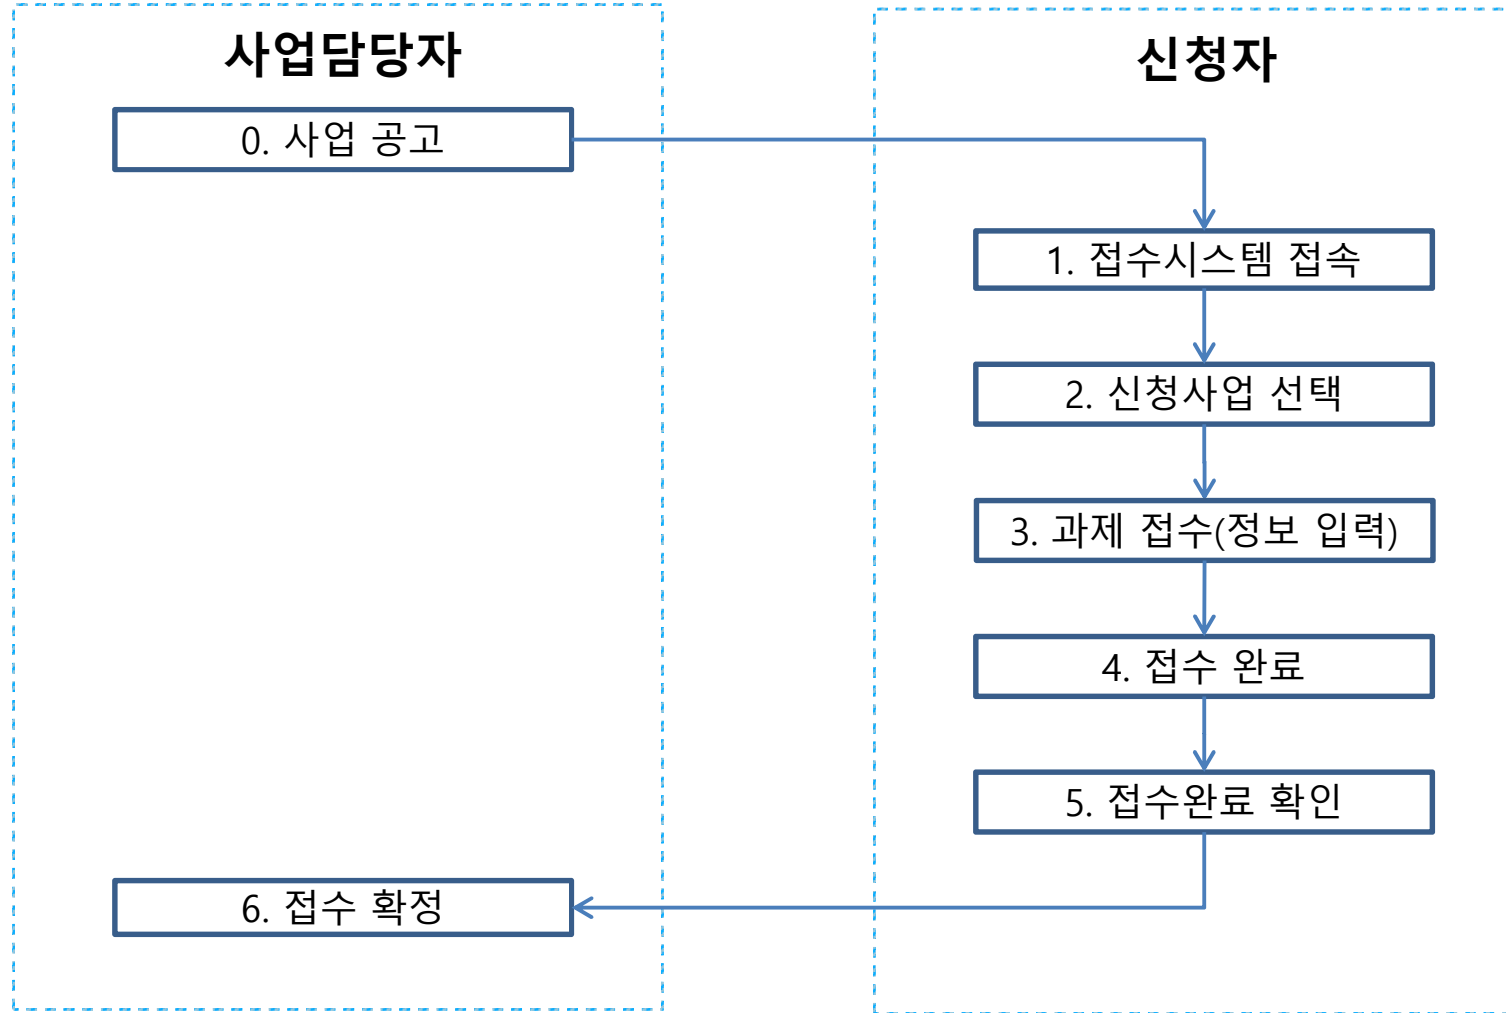 사업담당자
신청자
0. 사업 공고
1. 접수시스템 접속
2. 신청사업 선택
3. 과제 접수(정보 입력)
4. 접수 완료
5. 접수완료 확인
6. 접수 확정